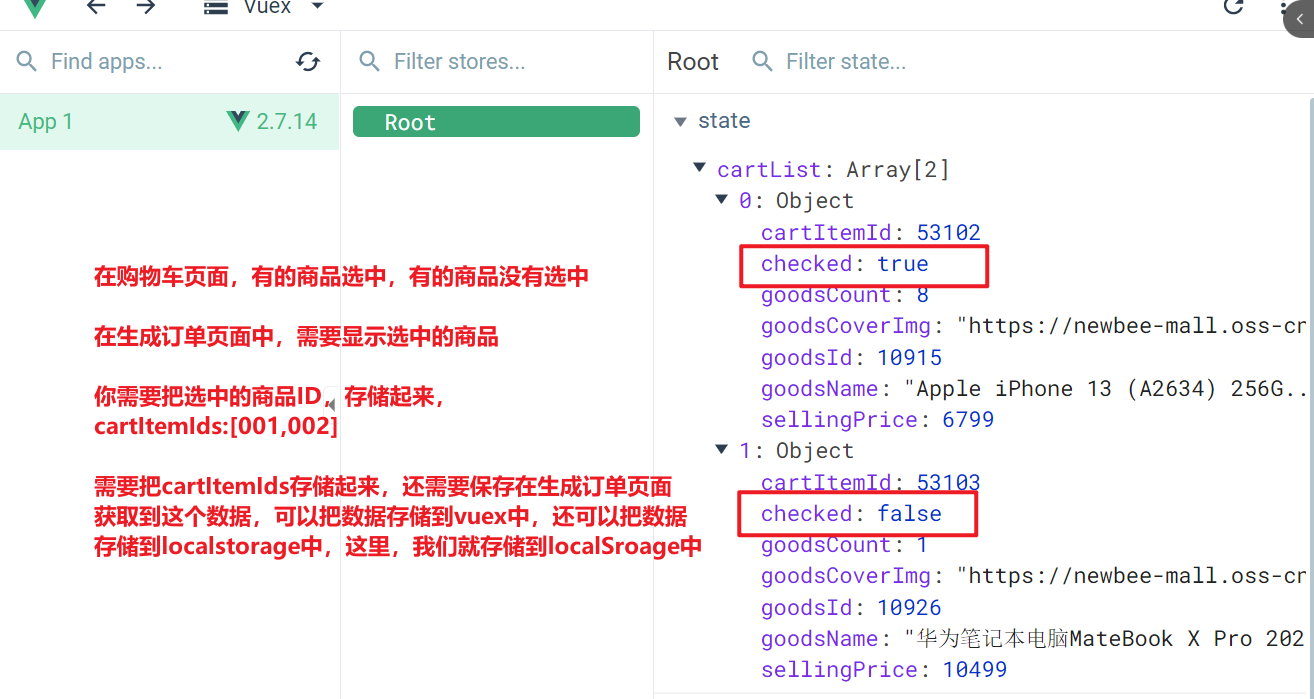 Vuex
Find apps...
Filter stores...
Root
Filter state...
App 1
2.7.14
Root
state
cartList: Array[2]
0: Object
cartItemId: 53102
checked: true
goodsCount: 8
goodsCoverImg: "https://newbee-mall.oss-cn
goodsId: 10915
goodsName: "Apple iPhone 13 (A2634) 256G...
sellingPrice: 6799
1: Object
cartItemId: 53103
checked: false
goodsCount: 1
goodsCoverImg: "https://newbee-mall.oss-cn
goodsId: 10926
goodsName: "华为笔记本电脑MateBook X Pro 202
sellingPrice: 10499
在购物车页面，有的商品选中，有的商品没有选中
在生成订单页面中，需要显示选中的商品
你需要把选中的商品ID，存储起来，
cartItemIds:[001,002]
需要把cartItemIds存储起来，还需要保存在生成订单页面
获取到这个数据，可以把数据存储到vuex中，还可以把数据
存储到localstorage中，这里，我们就存储到localSroage中